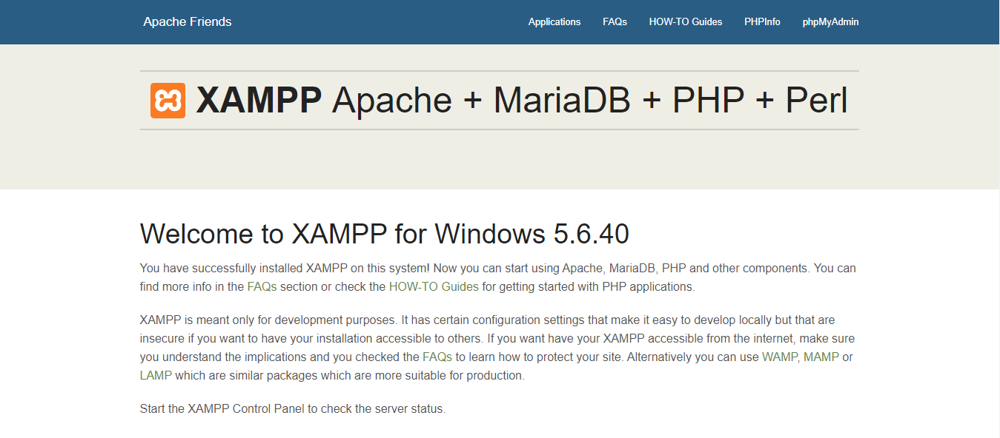 Apache Friends
Applications FAQs HOW-TO Guides PHPInfo phpMyAdmin
XAMPP Apache + MariaDB + PHP + Perl
Welcome to XAMPP for Windows 5.6.40
You have successfully installed XAMPP on this system! Now you can start using Apache, MariaDB, PHP and other components. You can
find more info in the FAQs section or check the HOW-TO Guides for getting started with PHP applications.
XAMPP is meant only for development purposes. It has certain configuration settings that make it easy to develop locally but that are
insecure if you want to have your installation accessible to others. If you want have your XAMPP accessible from the internet, make sure
you understand the implications and you checked the FAQs to learn how to protect your site. Alternatively you can use WAMP, MAMP or
LAMP which are similar packages which are more suitable for production.
Start the XAMPP Control Panel to check the server status.